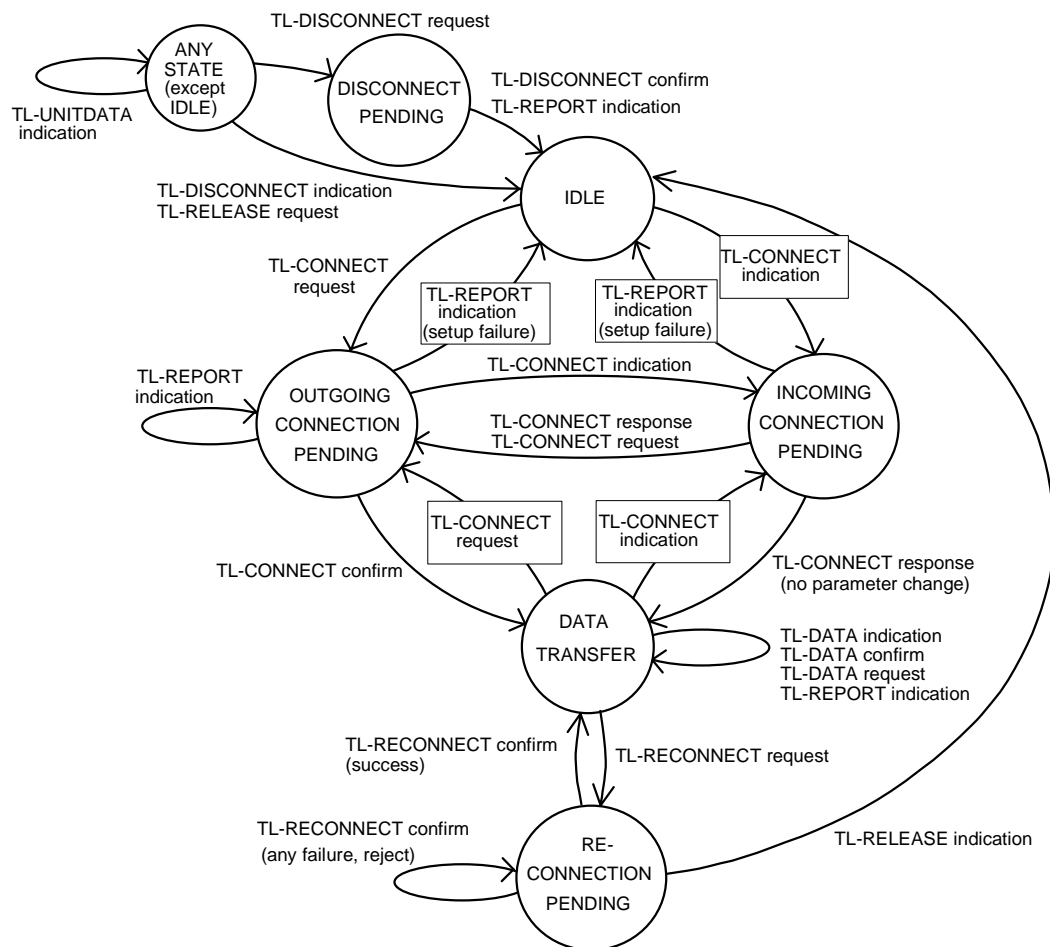 TL-DISCONNECT request
ANY
STATE
(except
IDLE)
TL-UNITDATA
indication
DISCONNECT
PENDING
TL-DISCONNECT confirm
TL-REPORT indication
TL-DISCONNECT indication
TL-RELEASE request
IDLE
TL-CONNECT
request
TL-REPORT
indication
(setup failure)
TL-REPORT
indication
(setup failure)
TL-CONNECT
indication
TL-REPORT
indication
OUTGOING
CONNECTION
PENDING
TL-CONNECT indication
TL-CONNECT response
TL-CONNECT request
INCOMING
CONNECTION
PENDING
TL-CONNECT
request
TL-CONNECT
indication
TL-CONNECT confirm
TL-CONNECT response
(no parameter change)
DATA
TRANSFER
TL-DATA indication
TL-DATA confirm
TL-DATA request
TL-REPORT indication
TL-RECONNECT confirm
(success)
TL-RECONNECT request
TL-RECONNECT confirm
(any failure, reject)
RE-
CONNECTION
PENDING
TL-RELEASE indication